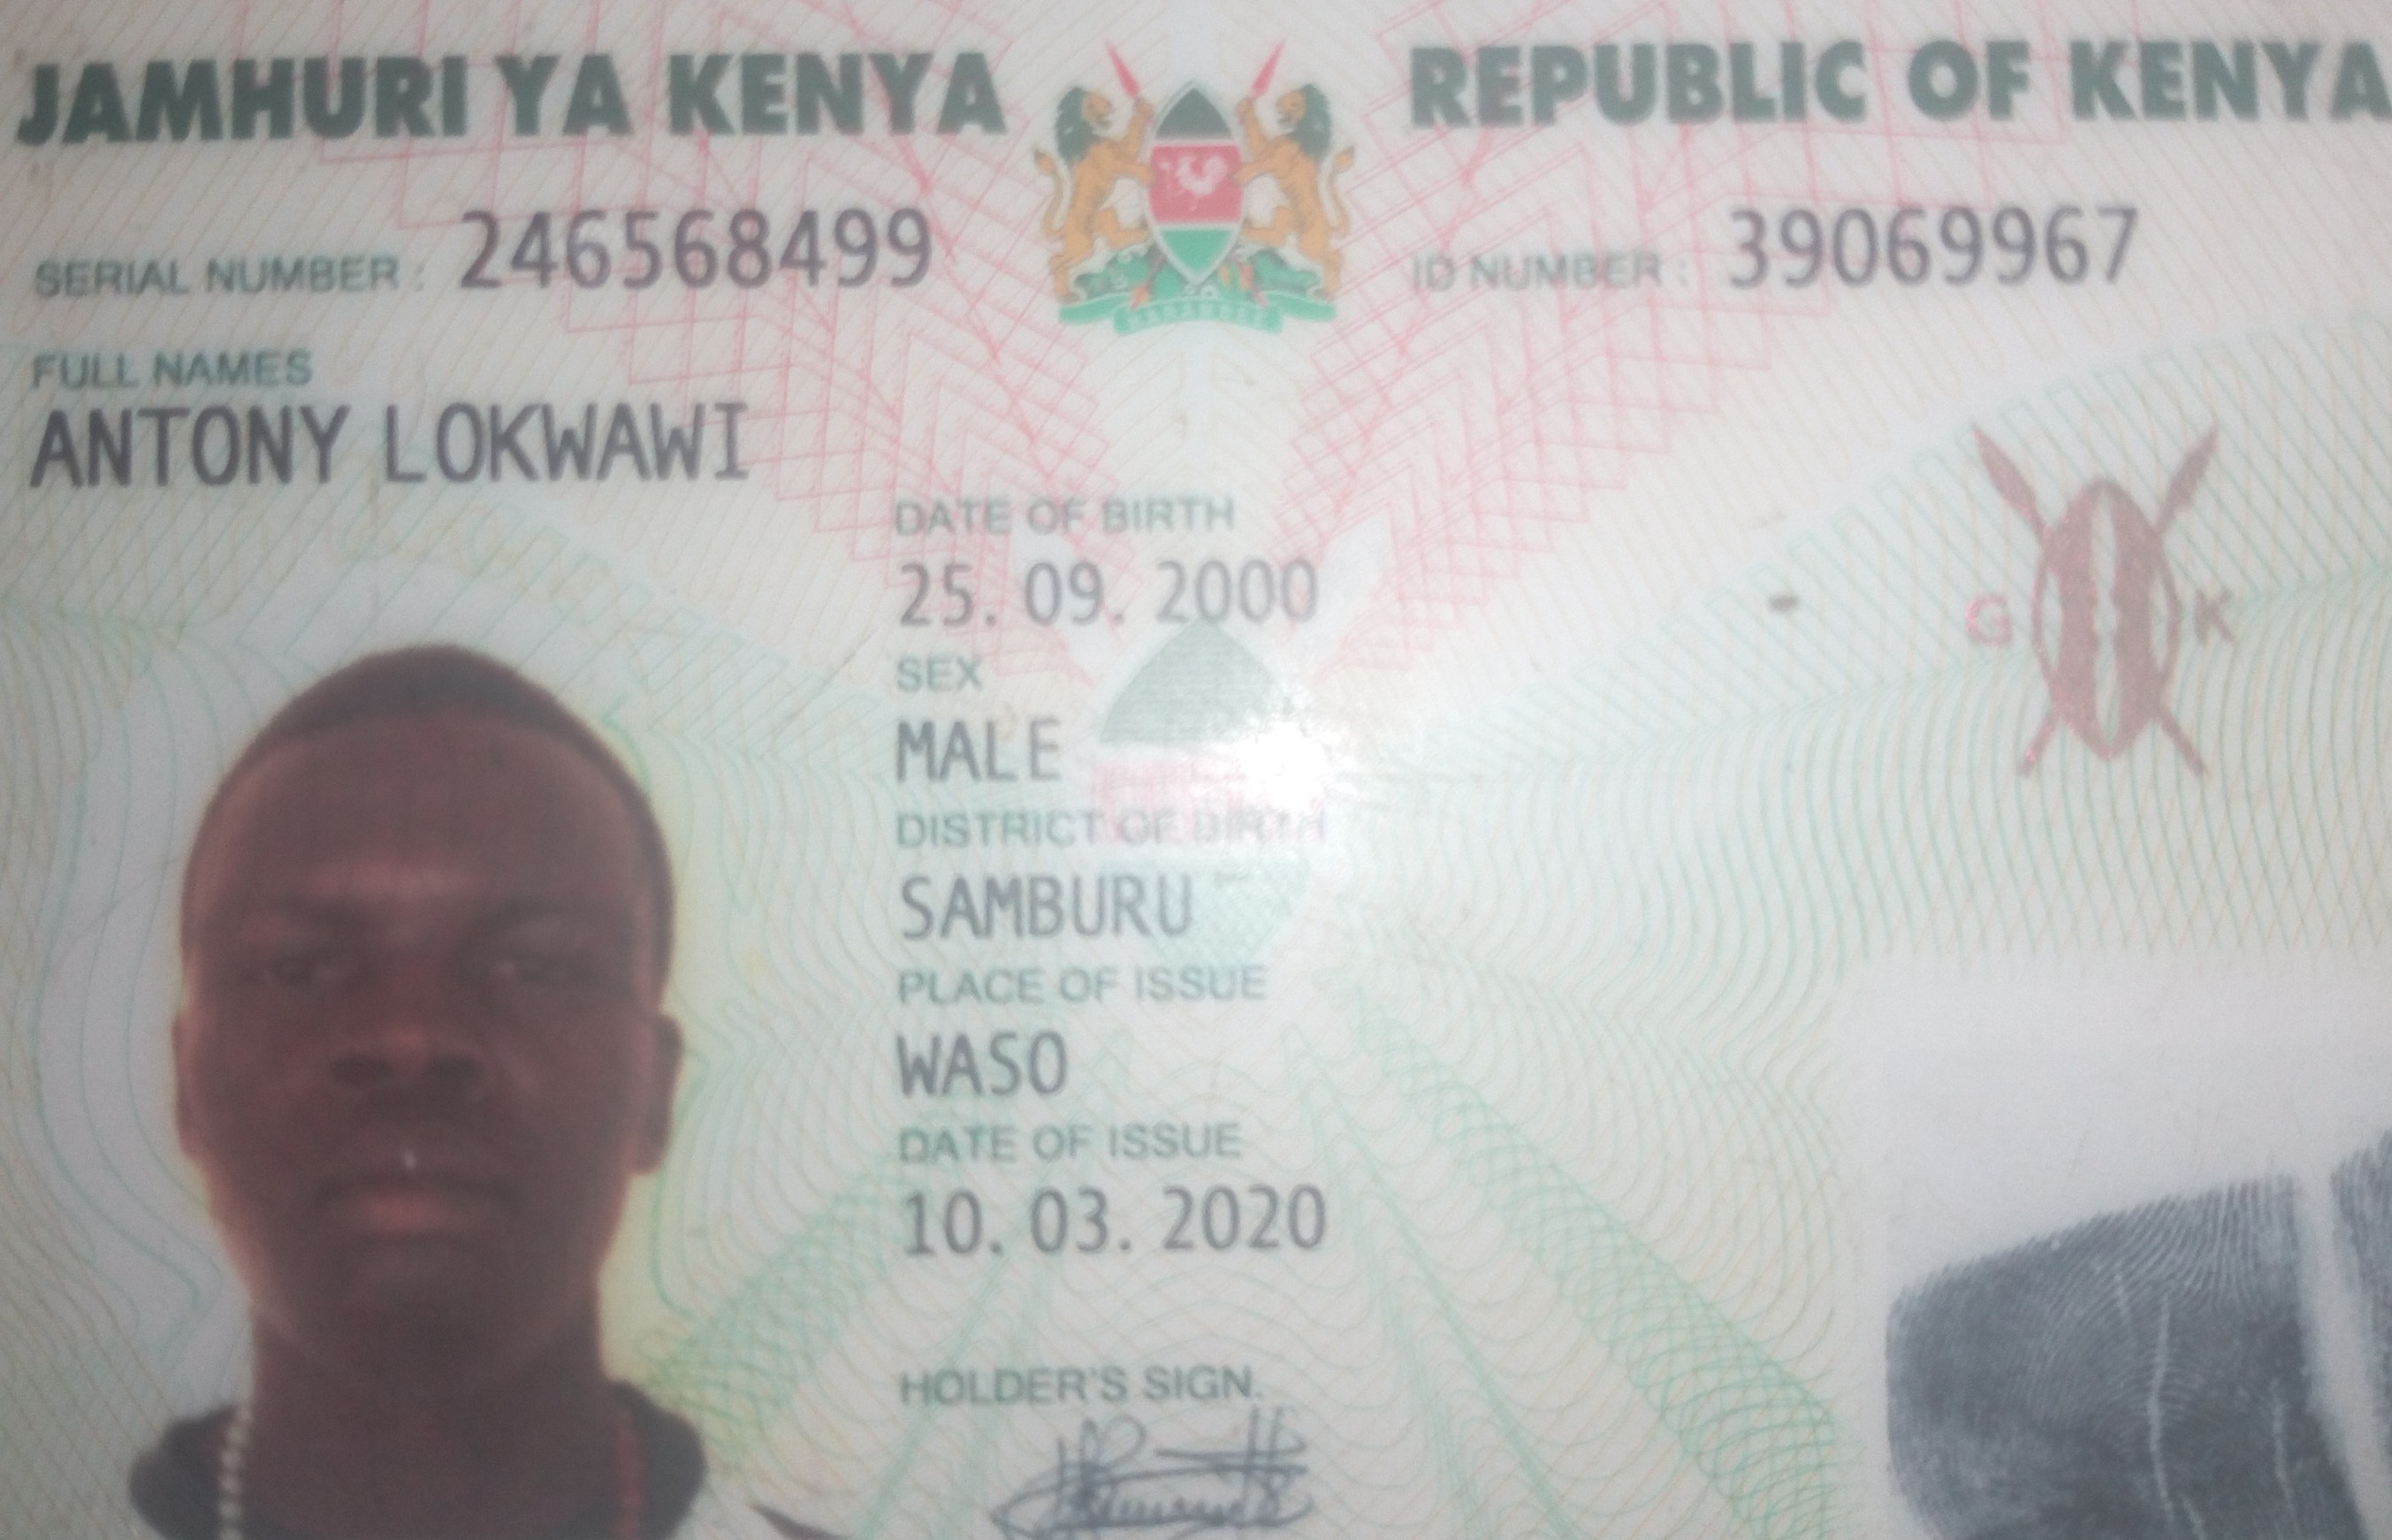 JAMHURI YA KENYA REPUBLIC OF KENYA
SERIAL NUMBER : 246568499 ID NUMBER : 39069967
FULL NAMES
ANTONY LOKWAWI
DATE OF BIRTH
25. 09. 2000
SEX
MALE
DISTRICT OF BIRTH
SAMBURU
PLACE OF ISSUE
WASO
DATE OF ISSUE
10. 03. 2020
HOLDER'S SIGN.
G K
HARAMBEE